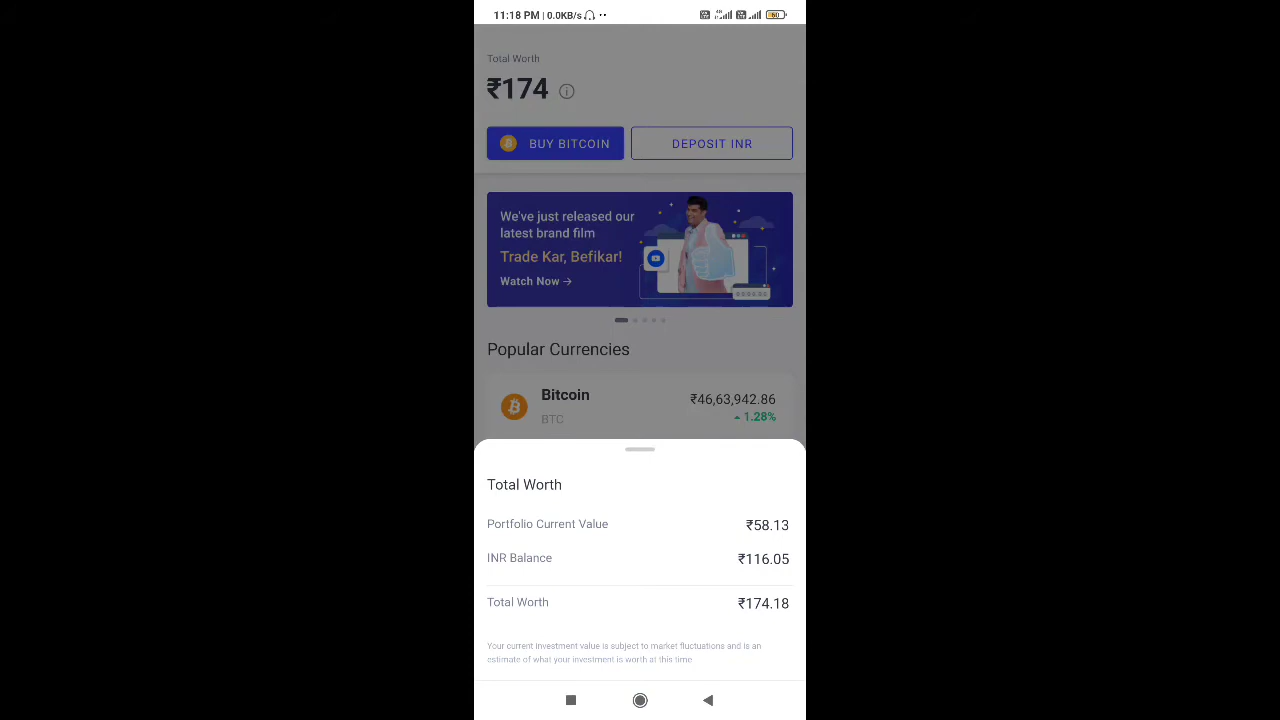 11:18 PM | 0.0KB/s
60
Total Worth
₹174
BUY BITCOIN
DEPOSIT INR
We've just released our
latest brand film
Trade Kar, Befikar!
Watch Now →
Popular Currencies
Bitcoin
₹46,63,942.86
BTC
1.28%
Total Worth
Portfolio Current Value
₹58.13
INR Balance
₹116.05
Total Worth
₹174.18
Your current investment value is subject to market fluctuations and is an
estimate of what your investment is worth at this time